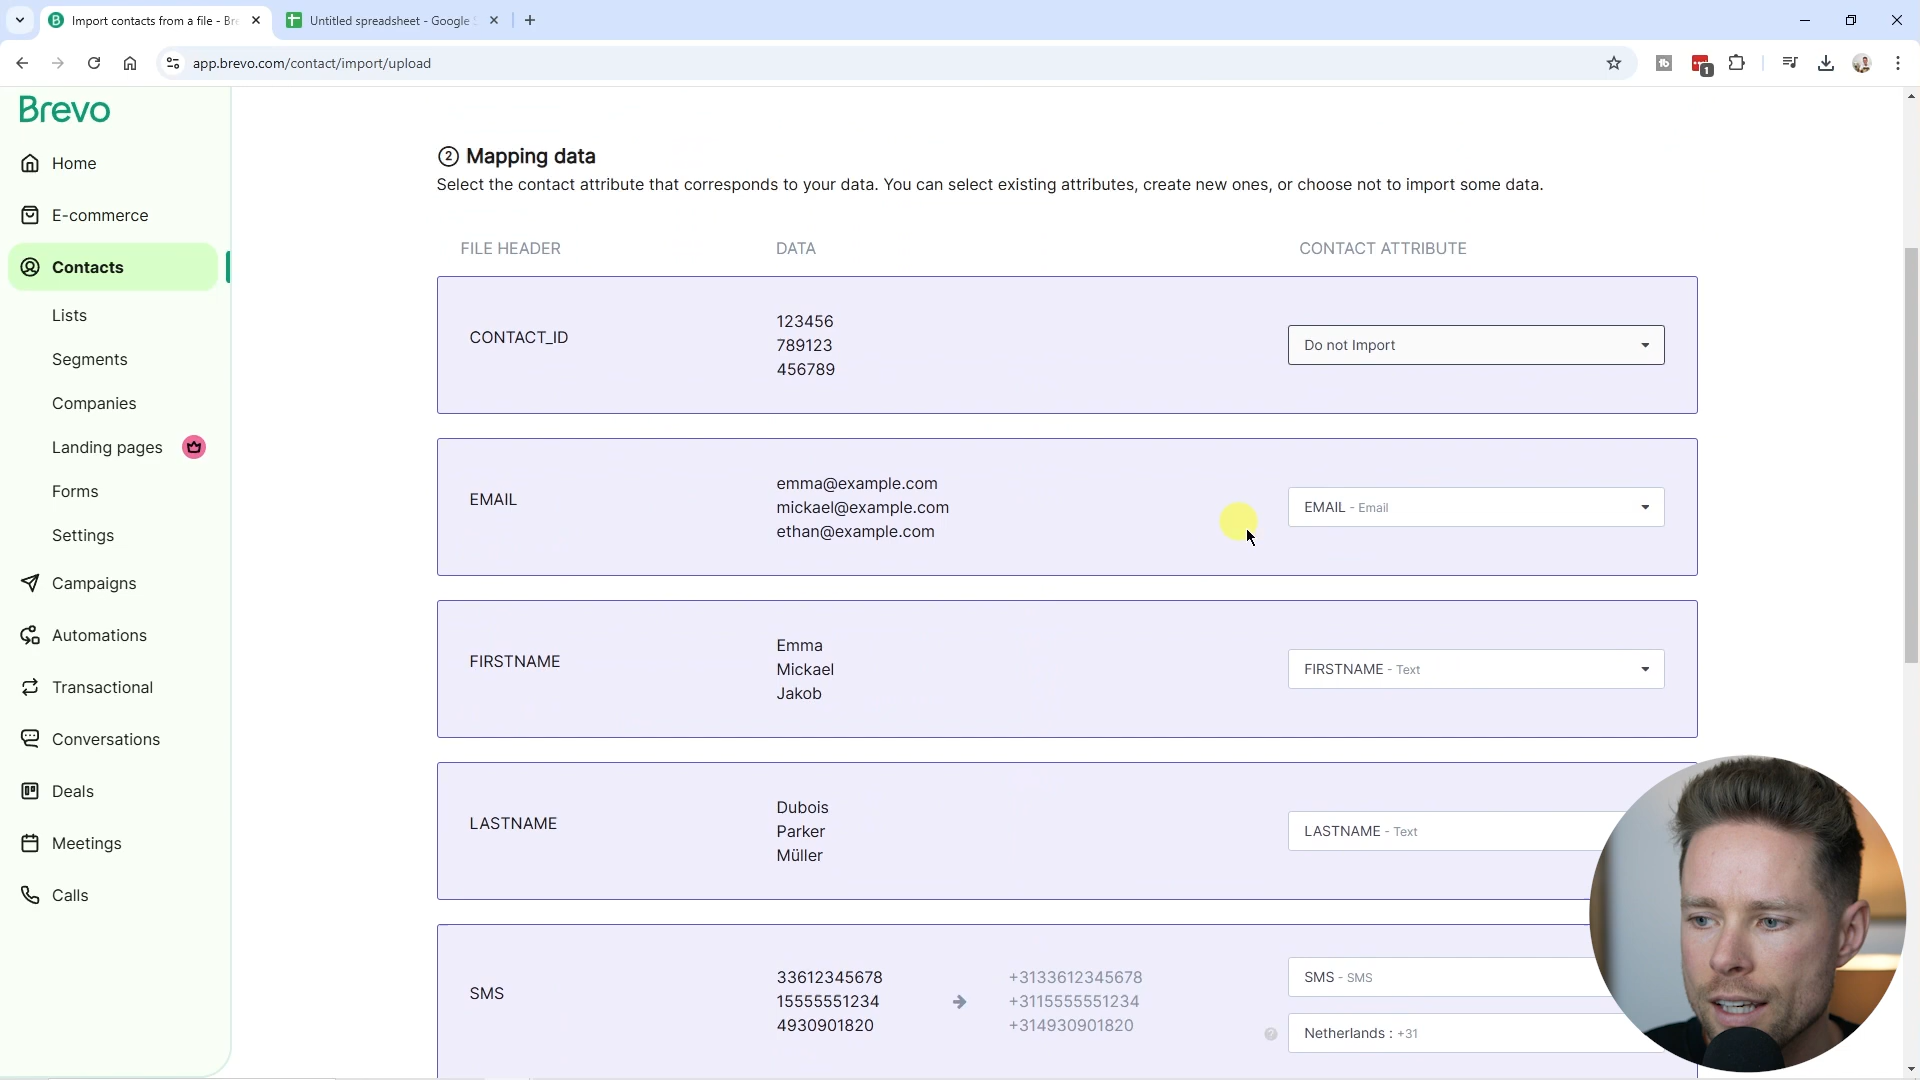 Import contacts from a file - Bre
Untitled spreadsheet - Google S
app.brevo.com/contact/import/upload
1
Brevo
Home
E-commerce
Contacts
Lists
Segments
Companies
Landing pages
Forms
Settings
Campaigns
Automations
Transactional
Conversations
Deals
Meetings
Calls
2 Mapping data
Select the contact attribute that corresponds to your data. You can select existing attributes, create new ones, or choose not to import some data.
FILE HEADER DATA CONTACT ATTRIBUTE
CONTACT_ID
123456
789123
456789
Do not Import
EMAIL
emma@example.com
mickael@example.com
ethan@example.com
EMAIL - Email
FIRSTNAME
Emma
Mickael
Jakob
FIRSTNAME - Text
LASTNAME
Dubois
Parker
Müller
LASTNAME - Text
SMS
33612345678
15555551234
4930901820
+3133612345678
+3115555551234
+314930901820
SMS - SMS
?
Netherlands : +31